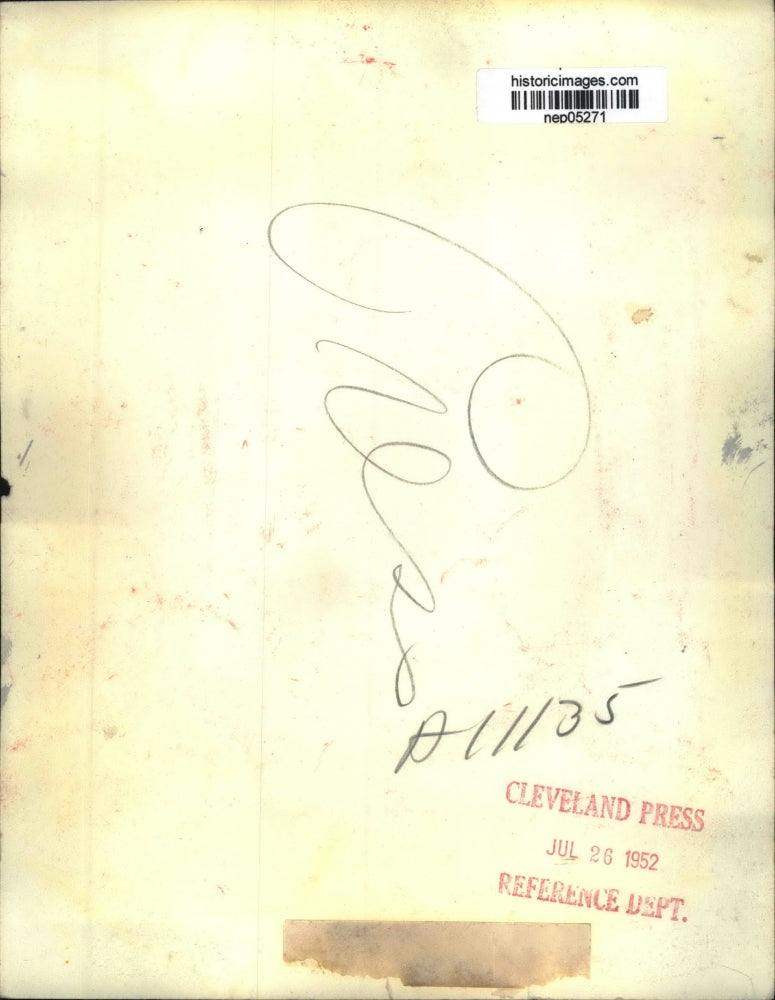 historicimages.com
nep05271
A11135
CLEVELAND PRESS
JUL 26 1952
REFERENCE DEPT.